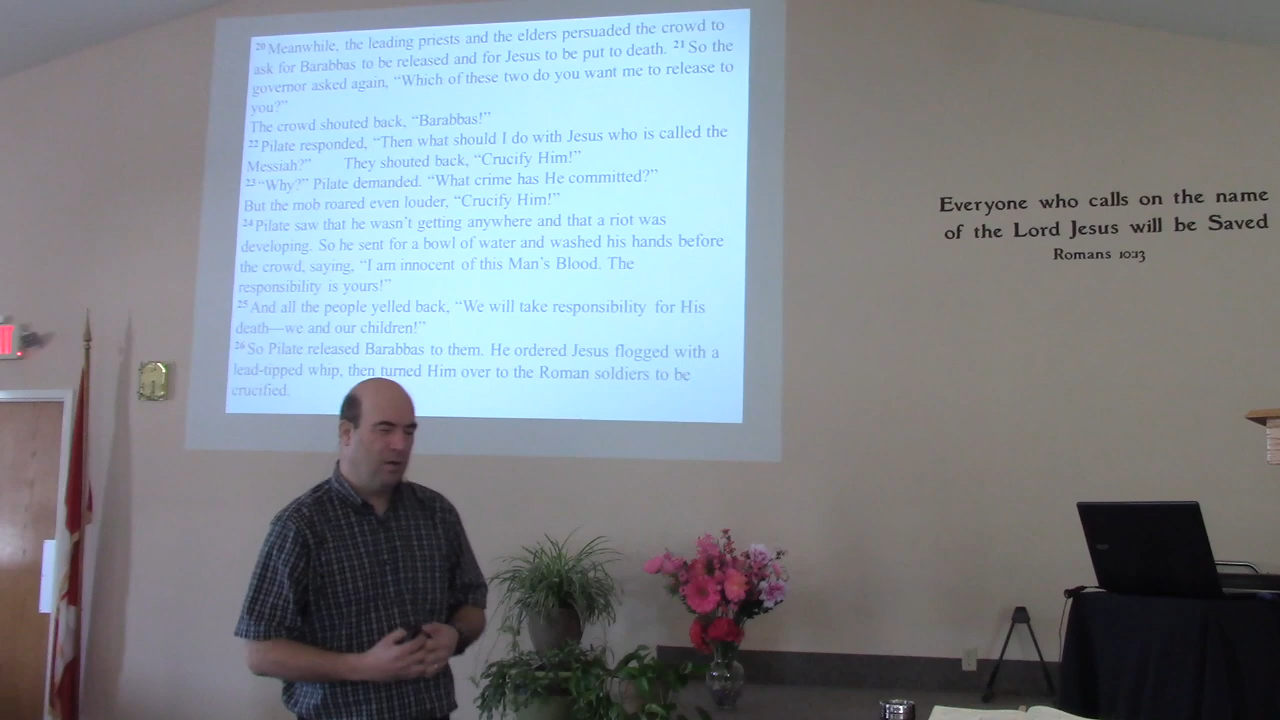 ²⁰ Meanwhile, the leading priests and the elders persuaded the crowd to
ask for Barabbas to be released and for Jesus to be put to death. ²¹ So the
governor asked again, “Which of these two do you want me to release to
you?”
The crowd shouted back, “Barabbas!”
²² Pilate responded, “Then what should I do with Jesus who is called the
Messiah?” They shouted back, “Crucify Him!”
²³ “Why?” Pilate demanded. “What crime has He committed?”
But the mob roared even louder, “Crucify Him!”
²⁴ Pilate saw that he wasn’t getting anywhere and that a riot was
developing. So he sent for a bowl of water and washed his hands before
the crowd, saying, “I am innocent of this Man’s Blood. The
responsibility is yours!”
²⁵ And all the people yelled back, “We will take responsibility for His
death—we and our children!”
²⁶ So Pilate released Barabbas to them. He ordered Jesus flogged with a
lead-tipped whip, then turned Him over to the Roman soldiers to be
crucified.
Everyone who calls on the name
of the Lord Jesus will be Saved
Romans 10:13